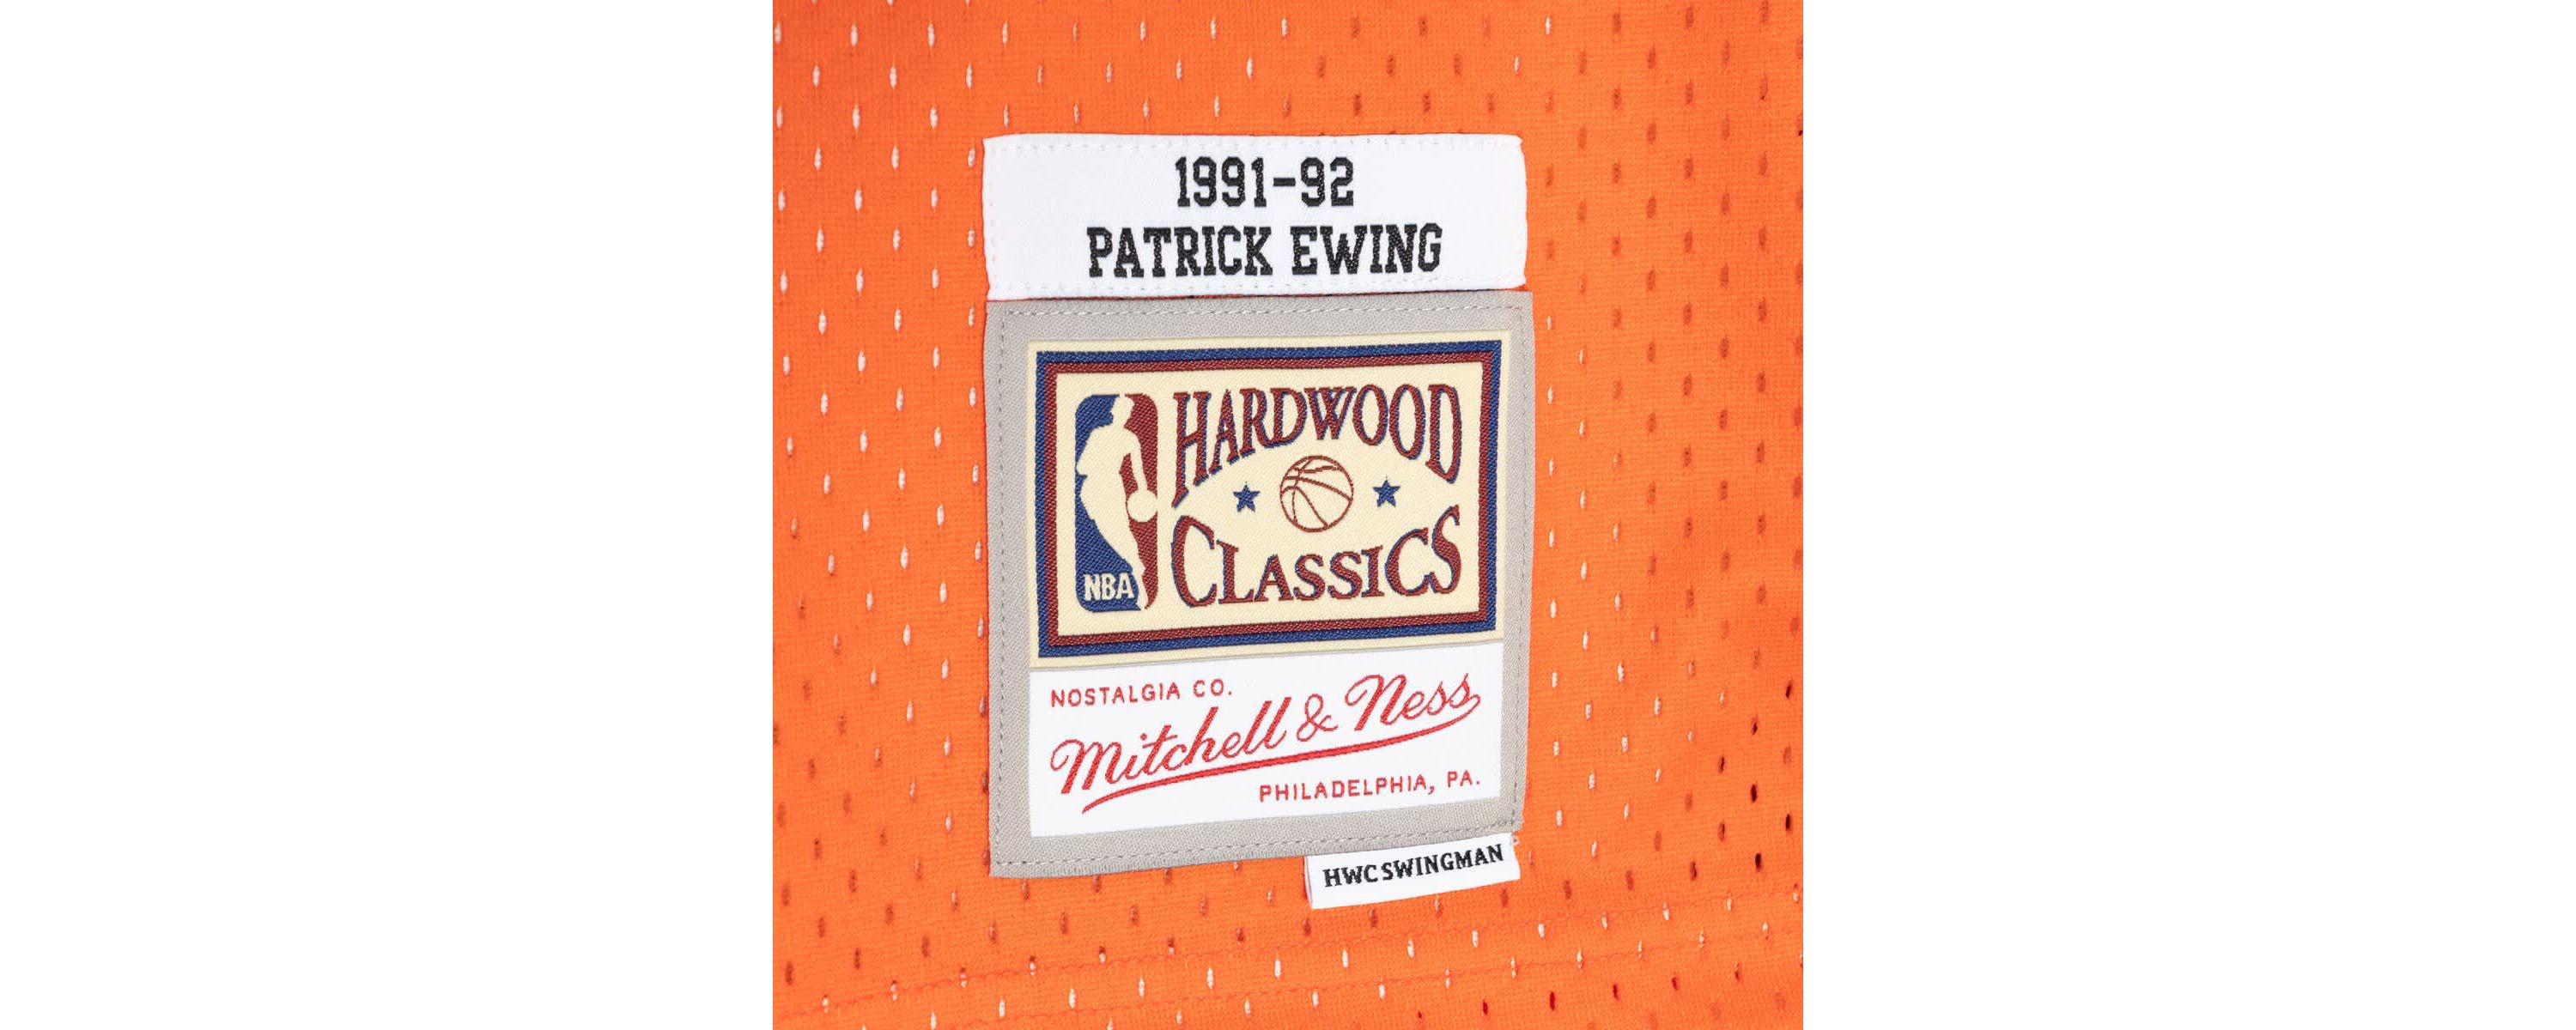 1991-92
PATRICK EWING
HARDWOOD
CLASSICS
NBA
NOSTALGIA CO.
Mitchell & Ness
PHILADELPHIA, PA.
HWC SWINGMAN